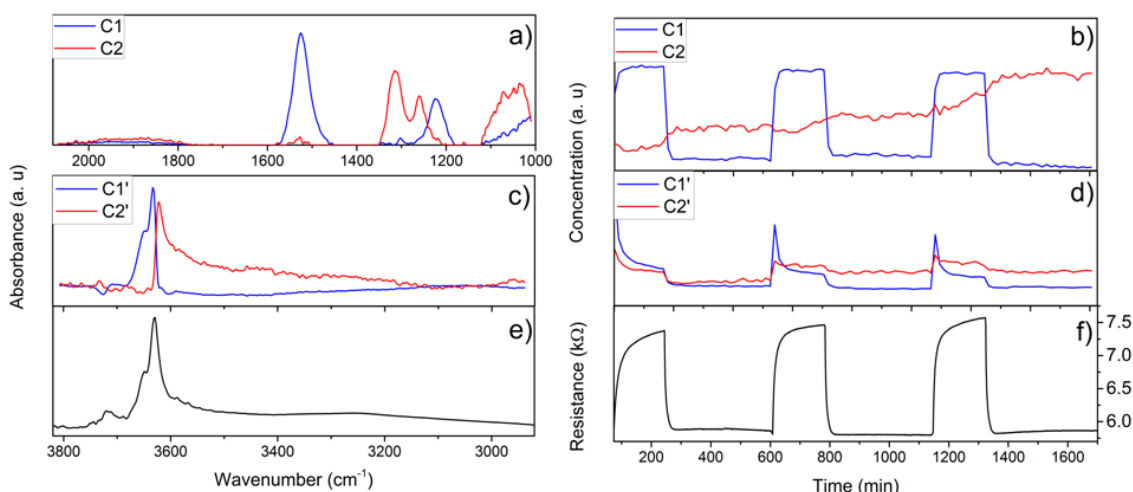 C1
C2
a)
2000 1800 1600 1400 1200 1000
C1'
C2'
c)
e)
3800 3600 3400 3200 3000
Wavenumber (cm⁻¹)
Absorbance (a. u)
C1
C2
b)
C1'
C2'
d)
Concentration (a. u)
f)
7.5
7.0
6.5
6.0
Resistance (kΩ)
200 400 600 800 1000 1200 1400 1600
Time (min)